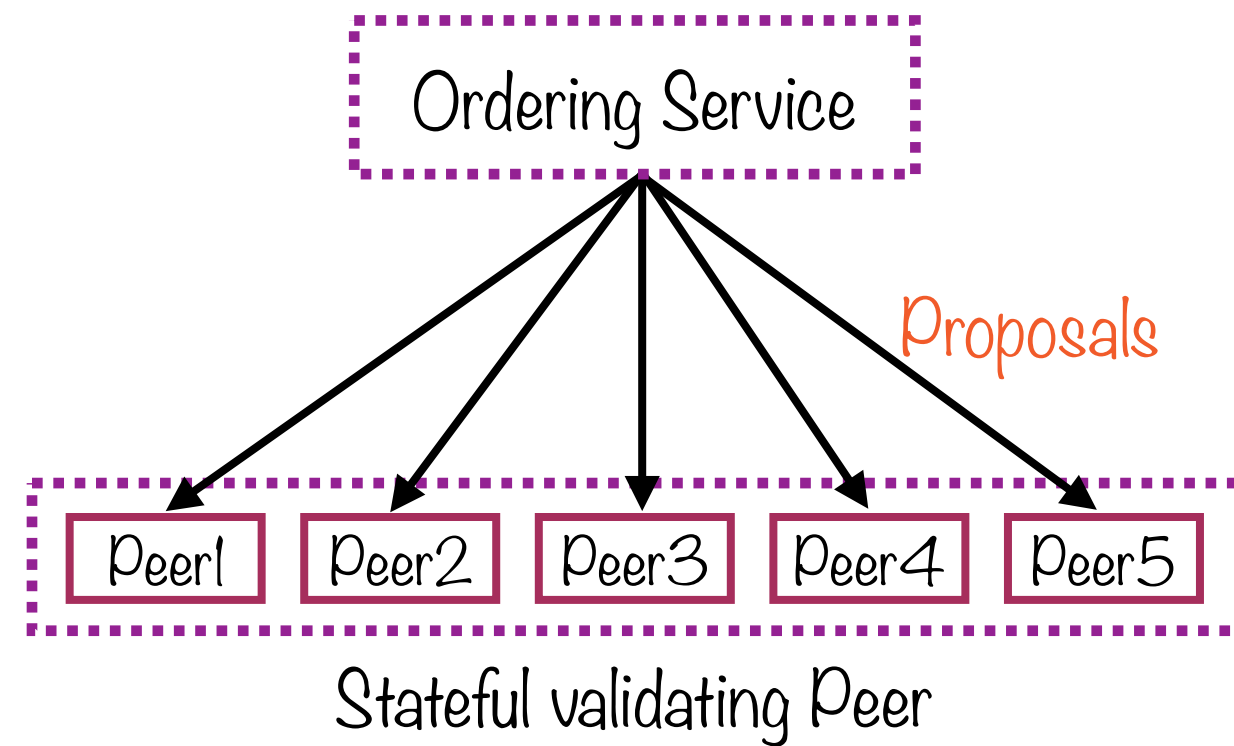 Ordering Service
Proposals
Peer1
Peer2
Peer3
Peer4
Peer5
Stateful validating Peer